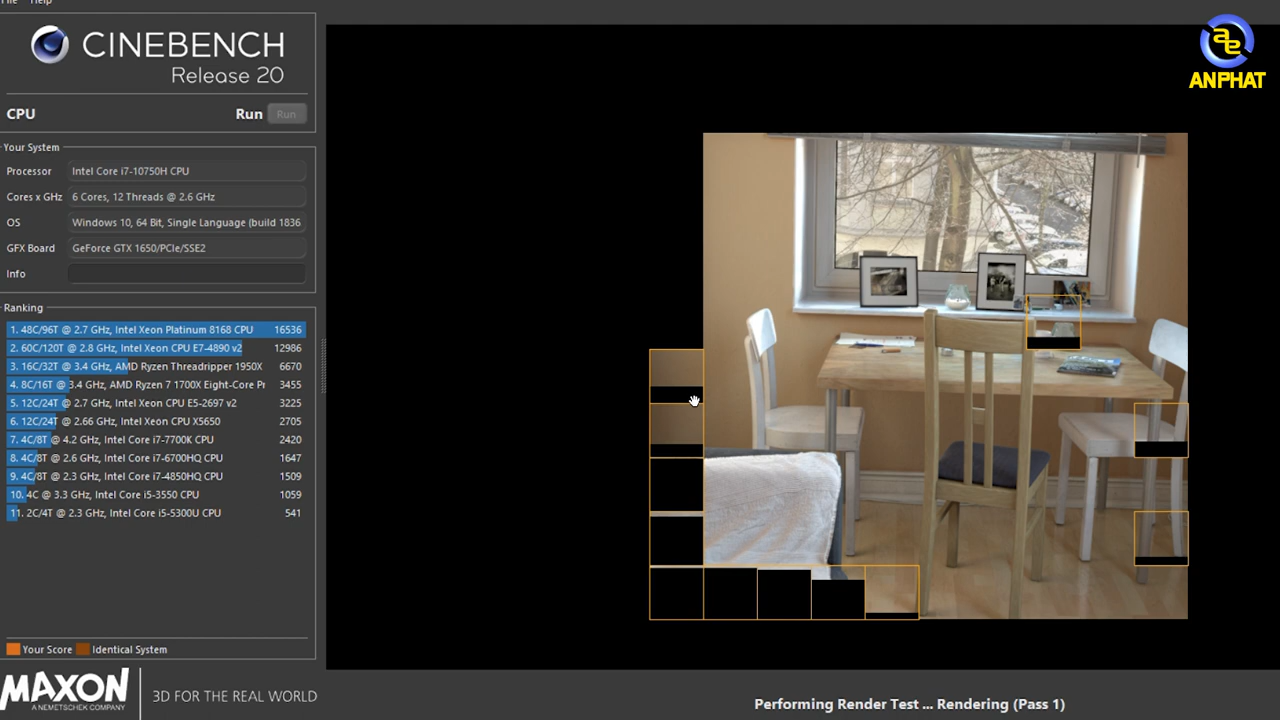 File Help
CINEBENCH
Release 20
ae
ANPHAT
CPU Run Run
Your System
Processor Intel Core i7-10750H CPU
Cores x GHz 6 Cores, 12 Threads @ 2.6 GHz
OS Windows 10, 64 Bit, Single Language (build 1836
GFX Board GeForce GTX 1650/PCIe/SSE2
Info
Ranking
1. 48C/96T @ 2.7 GHz, Intel Xeon Platinum 8168 CPU 16536
2. 60C/120T @ 2.8 GHz, Intel Xeon CPU E7-4890 v2 12986
3. 16C/32T @ 3.4 GHz, AMD Ryzen Threadripper 1950X 6670
4. 8C/16T @ 3.4 GHz, AMD Ryzen 7 1700X Eight-Core Pr 3455
5. 12C/24T @ 2.7 GHz, Intel Xeon CPU E5-2697 v2 3225
6. 12C/24T @ 2.66 GHz, Intel Xeon CPU X5650 2705
7. 4C/8T @ 4.2 GHz, Intel Core i7-7700K CPU 2420
8. 4C/8T @ 2.6 GHz, Intel Core i7-6700HQ CPU 1647
9. 4C/8T @ 2.3 GHz, Intel Core i7-4850HQ CPU 1509
10. 4C @ 3.3 GHz, Intel Core i5-3550 CPU 1059
11. 2C/4T @ 2.3 GHz, Intel Core i5-5300U CPU 541
Your Score Identical System
MAXON
A NEMETSCHEK COMPANY
3D FOR THE REAL WORLD
Performing Render Test ... Rendering (Pass 1)